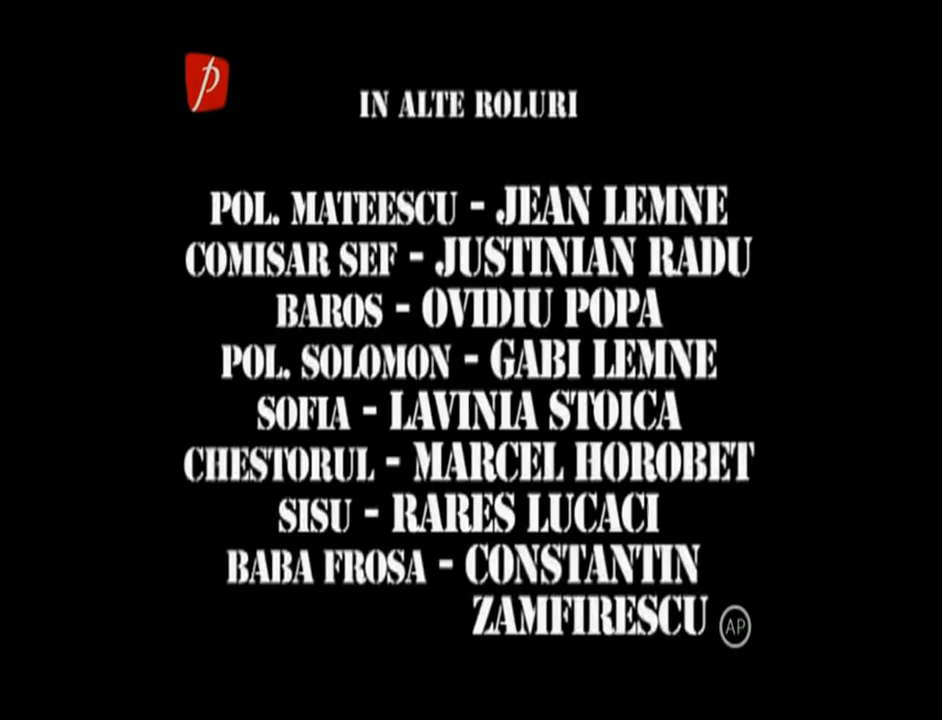 p
IN ALTE ROLURI
POL. MATEESCU - JEAN LEMNE
COMISAR SEF - JUSTINIAN RADU
BAROS - OVIDIU POPA
POL. SOLOMON - GABI LEMNE
SOFIA - LAVINIA STOICA
CHESTORUL - MARCEL HOROBET
SISU - RARES LUCACI
BABA FROSA - CONSTANTIN
ZAMFIRESCU
AP